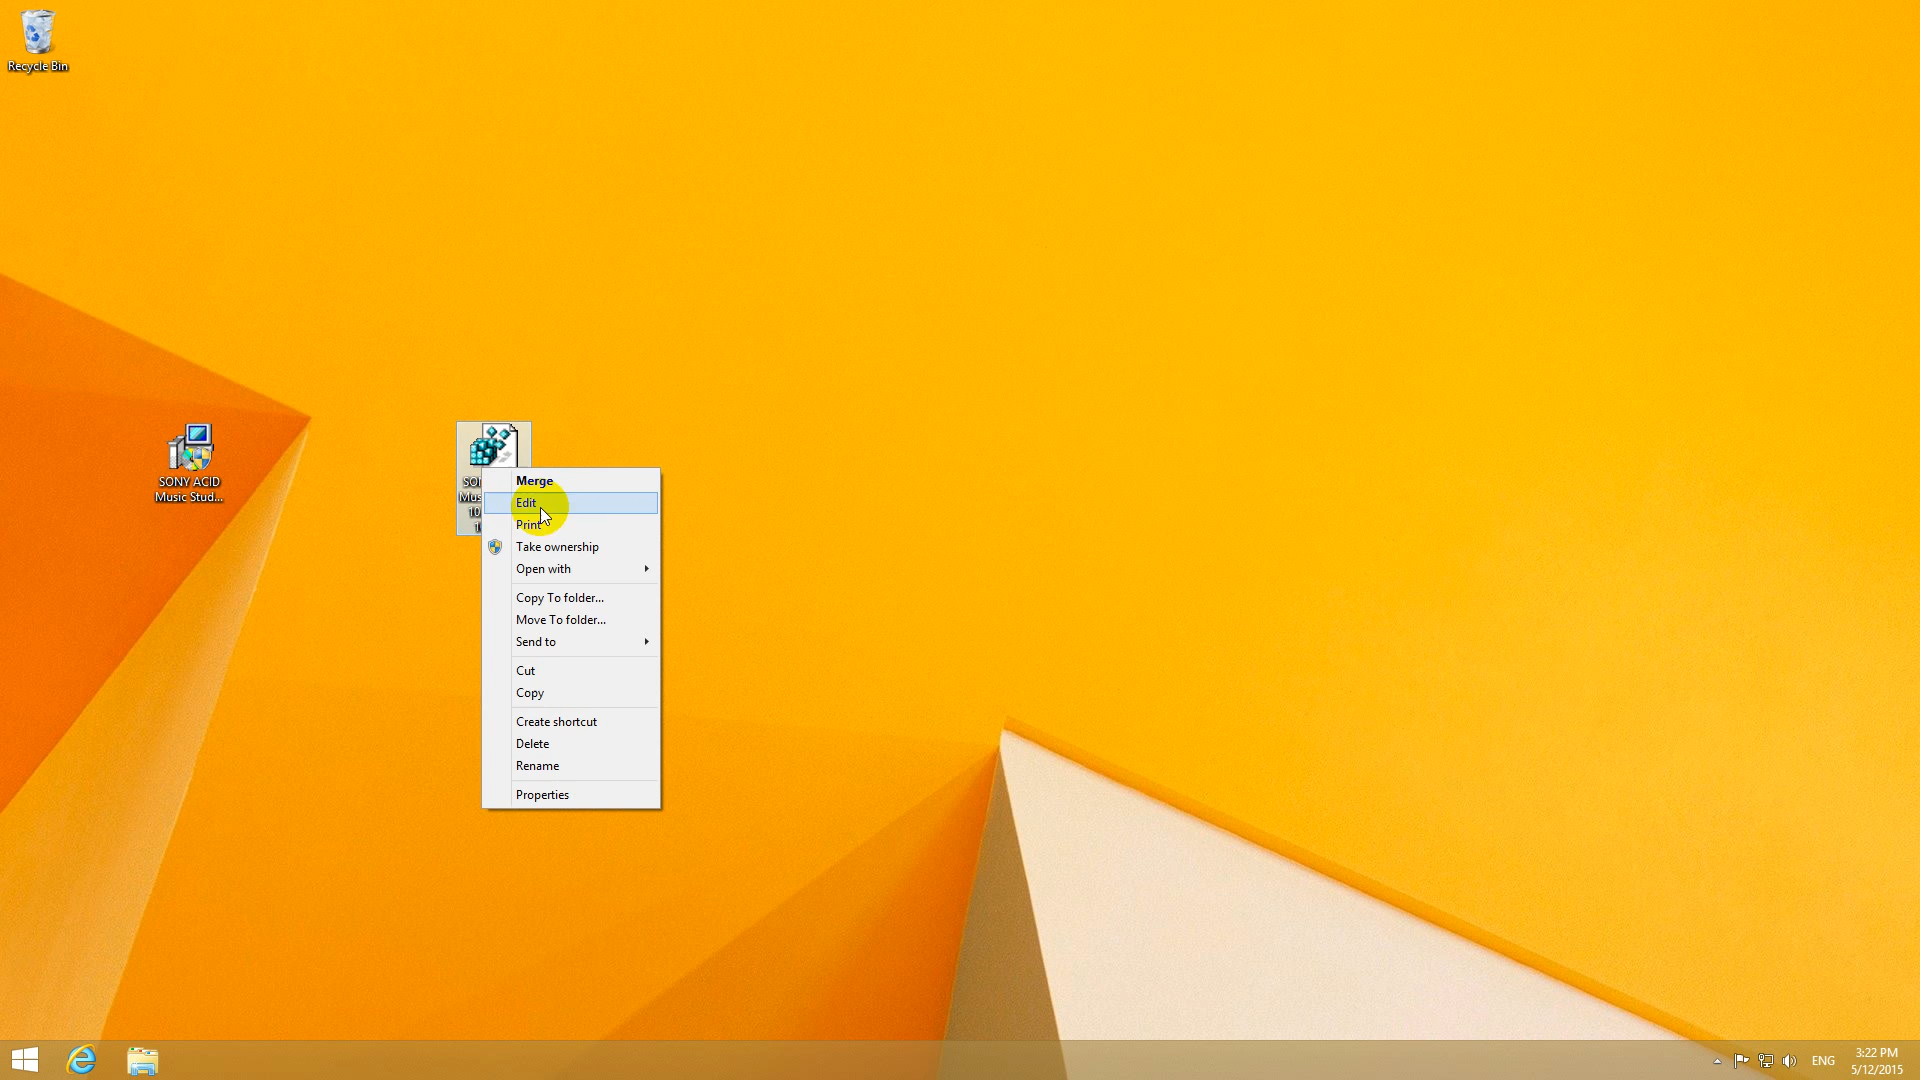 Recycle Bin
SONY ACID
Music Stud...
Merge
Edit
Print
Take ownership
Open with
Copy To folder...
Move To folder...
Send to
Cut
Copy
Create shortcut
Delete
Rename
Properties
ENG
3:22 PM
5/12/2015